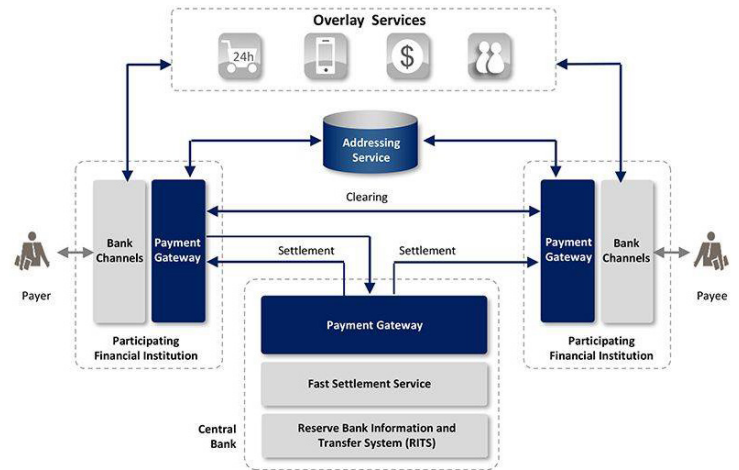 Overlay Services
24h
$
Addressing
Service
Clearing
Bank
Channels
Payment
Gateway
Payment
Gateway
Bank
Channels
Settlement
Settlement
Payer
Payee
Payment Gateway
Participating
Financial Institution
Participating
Financial Institution
Fast Settlement Service
Central
Bank
Reserve Bank Information and
Transfer System (RITS)